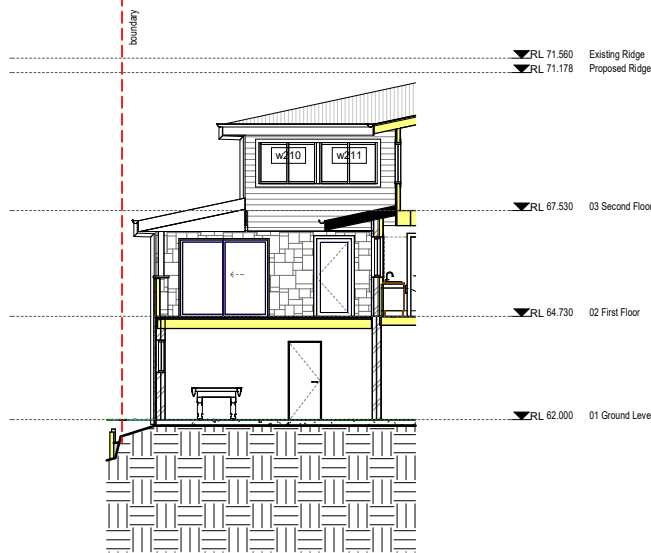 boundary
RL 71.560 Existing Ridge
RL 71.178 Proposed Ridge
w210 w211
RL 67.530 03 Second Floor
RL 64.730 02 First Floor
RL 62.000 01 Ground Leve